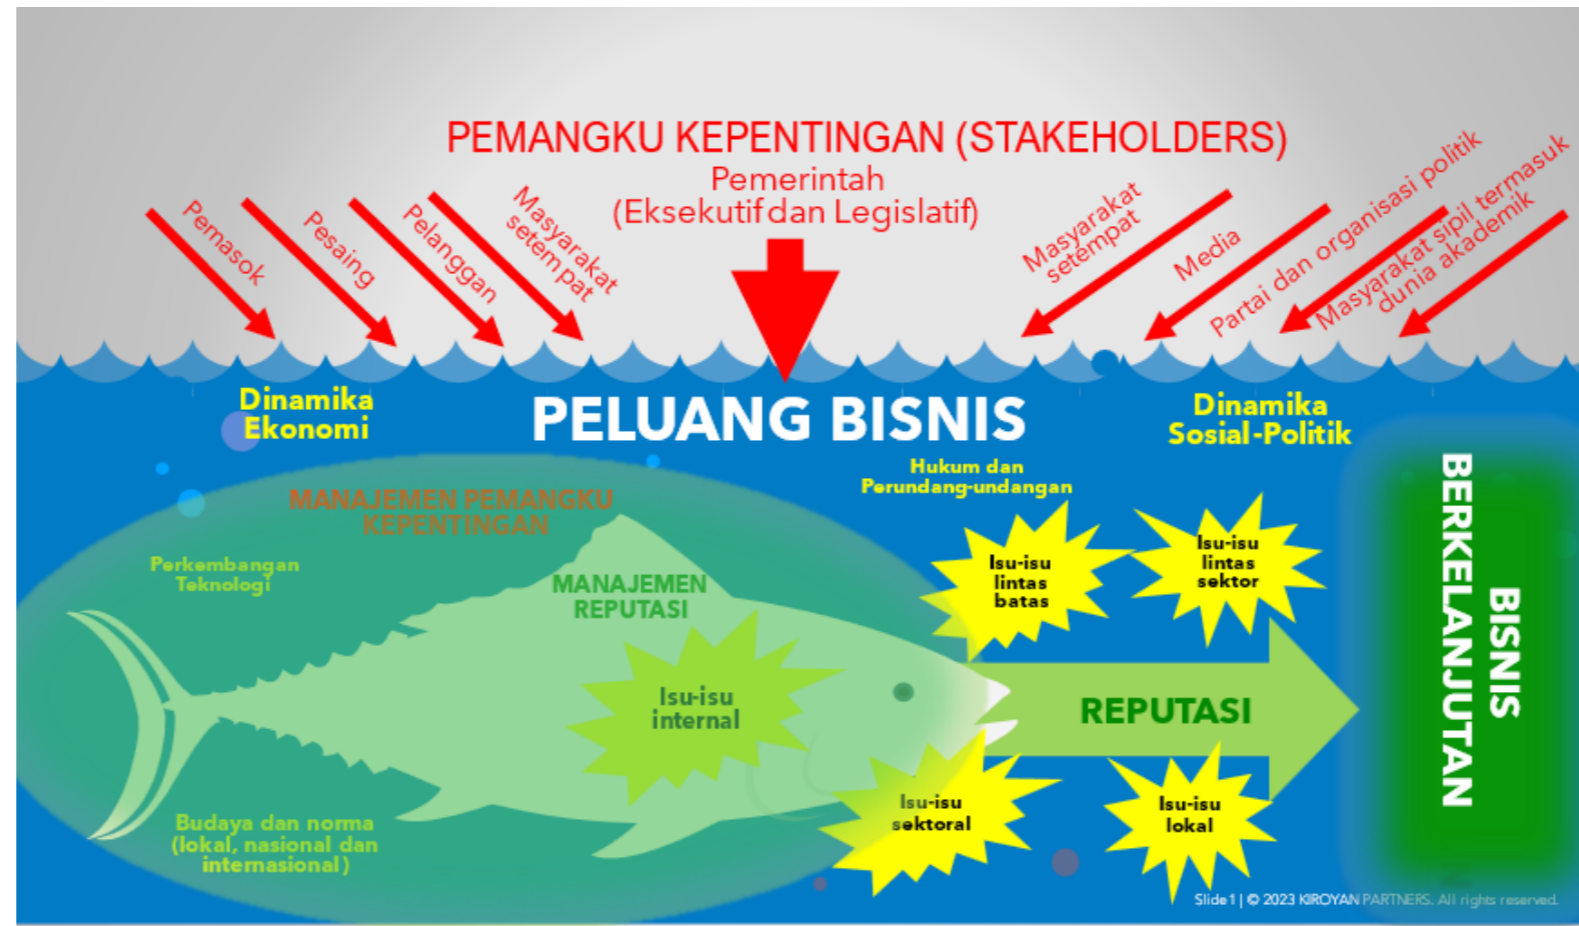 PEMANGKU KEPENTINGAN (STAKEHOLDERS)
Pemerintah
(Eksekutif dan Legislatif)
Pemasok
Pesaing
Pelanggan
Masyarakat
setempat
Masyarakat
setempat
Media
Partai dan organisasi politik
Masyarakat sipil termasuk
dunia akademik
Dinamika
Ekonomi
PELUANG BISNIS
Dinamika
Sosial-Politik
Hukum dan
Perundang-undangan
MANAJEMEN PEMANGKU
KEPENTINGAN
Perkembangan
Teknologi
MANAJEMEN
REPUTASI
Isu-isu
internal
Isu-isu
lintas
batas
Isu-isu
lintas
sektor
REPUTASI
BISNIS
BERKELANJUTAN
Isu-isu
sektoral
Isu-isu
lokal
Budaya dan norma
(lokal, nasional dan
internasional)
Slide1 | © 2023 KIROYAN PARTNERS. All rights reserved.